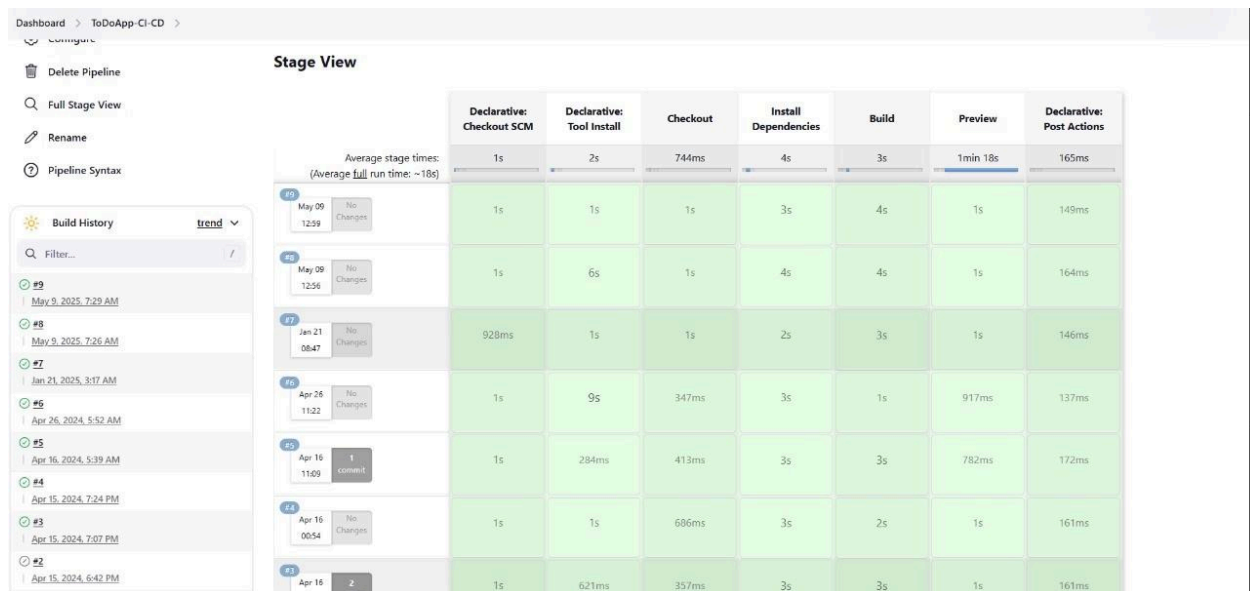 Dashboard > ToDoApp-CI-CD >
Configure
Delete Pipeline
Full Stage View
Rename
Pipeline Syntax
Build History trend
Filter... /
#9
May 9, 2025, 7:29 AM
#8
May 9, 2025, 7:26 AM
#7
Jan 21, 2025, 3:17 AM
#6
Apr 26, 2024, 5:52 AM
#5
Apr 16, 2024, 5:39 AM
#4
Apr 15, 2024, 7:24 PM
#3
Apr 15, 2024, 7:07 PM
#2
Apr 15, 2024, 6:42 PM
Stage View
Declarative: Declarative: Checkout Install Build Preview Declarative:
Checkout SCM Tool Install Dependencies Post Actions
Average stage times: 1s 2s 744ms 4s 3s 1min 18s 165ms
(Average full run time: ~18s)
#9
May 09 No
Changes
12:59
1s 1s 1s 3s 4s 1s 149ms
#8
May 09 No
Changes
12:56
1s 6s 1s 4s 4s 1s 164ms
#7
Jan 21 No
Changes
08:47
928ms 1s 1s 2s 3s 1s 146ms
#6
Apr 26 No
Changes
11:22
1s 9s 347ms 3s 1s 917ms 137ms
#5
Apr 16 1
commit
11:09
1s 284ms 413ms 3s 3s 782ms 172ms
#4
Apr 16 No
Changes
00:54
1s 1s 686ms 3s 2s 1s 161ms
#3
Apr 16 2
1s 621ms 357ms 3s 3s 1s 161ms